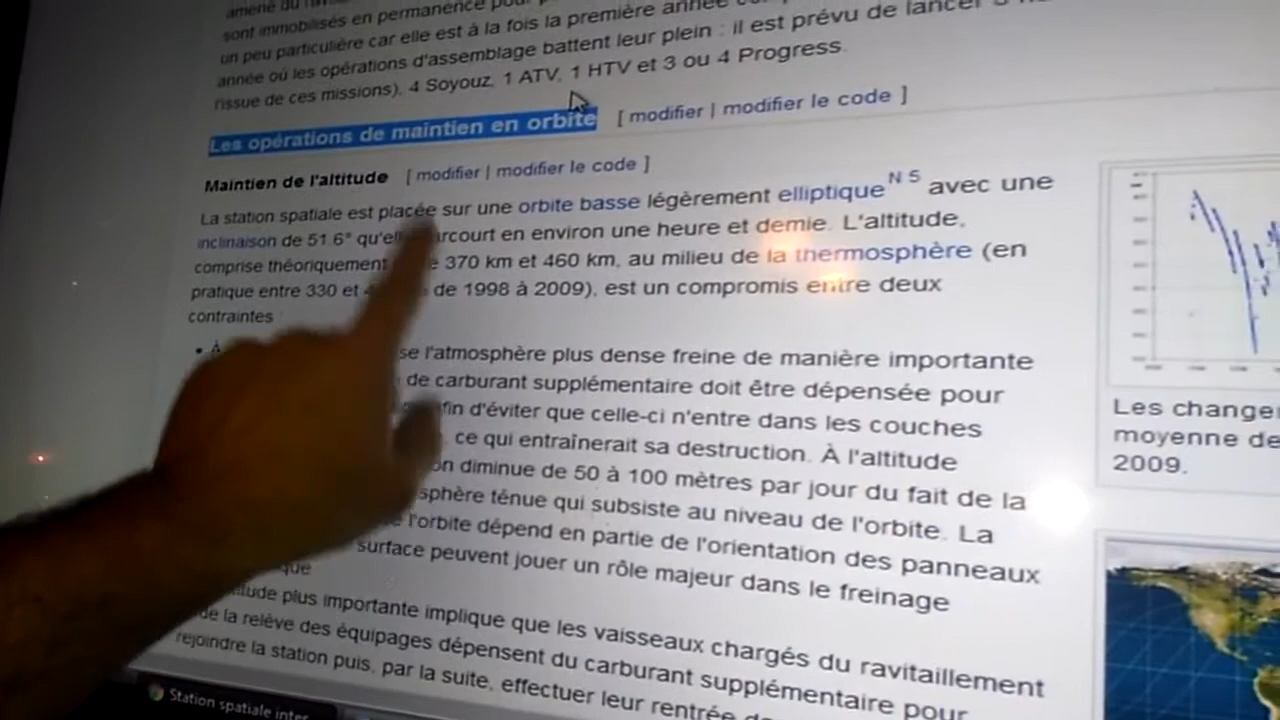 sont immobilisés en permanence pour
un peu particulière car elle est à la fois la première année
année où les opérations d'assemblage battent leur plein : il est prévu de lancer
l'issue de ces missions), 4 Soyouz, 1 ATV, 1 HTV et 3 ou 4 Progress.
Les opérations de maintien en orbite [ modifier | modifier le code ]
Maintien de l'altitude [ modifier | modifier le code ]
La station spatiale est placée sur une orbite basse légèrement elliptique N 5 avec une
inclinaison de 51,6° qu'ell arcourt en environ une heure et demie. L'altitude,
comprise théoriquement e 370 km et 460 km, au milieu de la thermosphère (en
pratique entre 330 et de 1998 à 2009), est un compromis entre deux
contraintes :
• À se l'atmosphère plus dense freine de manière importante
de carburant supplémentaire doit être dépensée pour
fin d'éviter que celle-ci n'entre dans les couches
, ce qui entraînerait sa destruction. À l'altitude
on diminue de 50 à 100 mètres par jour du fait de la
sphère ténue qui subsiste au niveau de l'orbite. La
e l'orbite dépend en partie de l'orientation des panneaux
surface peuvent jouer un rôle majeur dans le freinage
que
itude plus importante implique que les vaisseaux chargés du ravitaillement
de la relève des équipages dépensent du carburant supplémentaire pour
rejoindre la station puis, par la suite, effectuer leur rentrée
Les change
moyenne de
2009.
Station spatiale inter